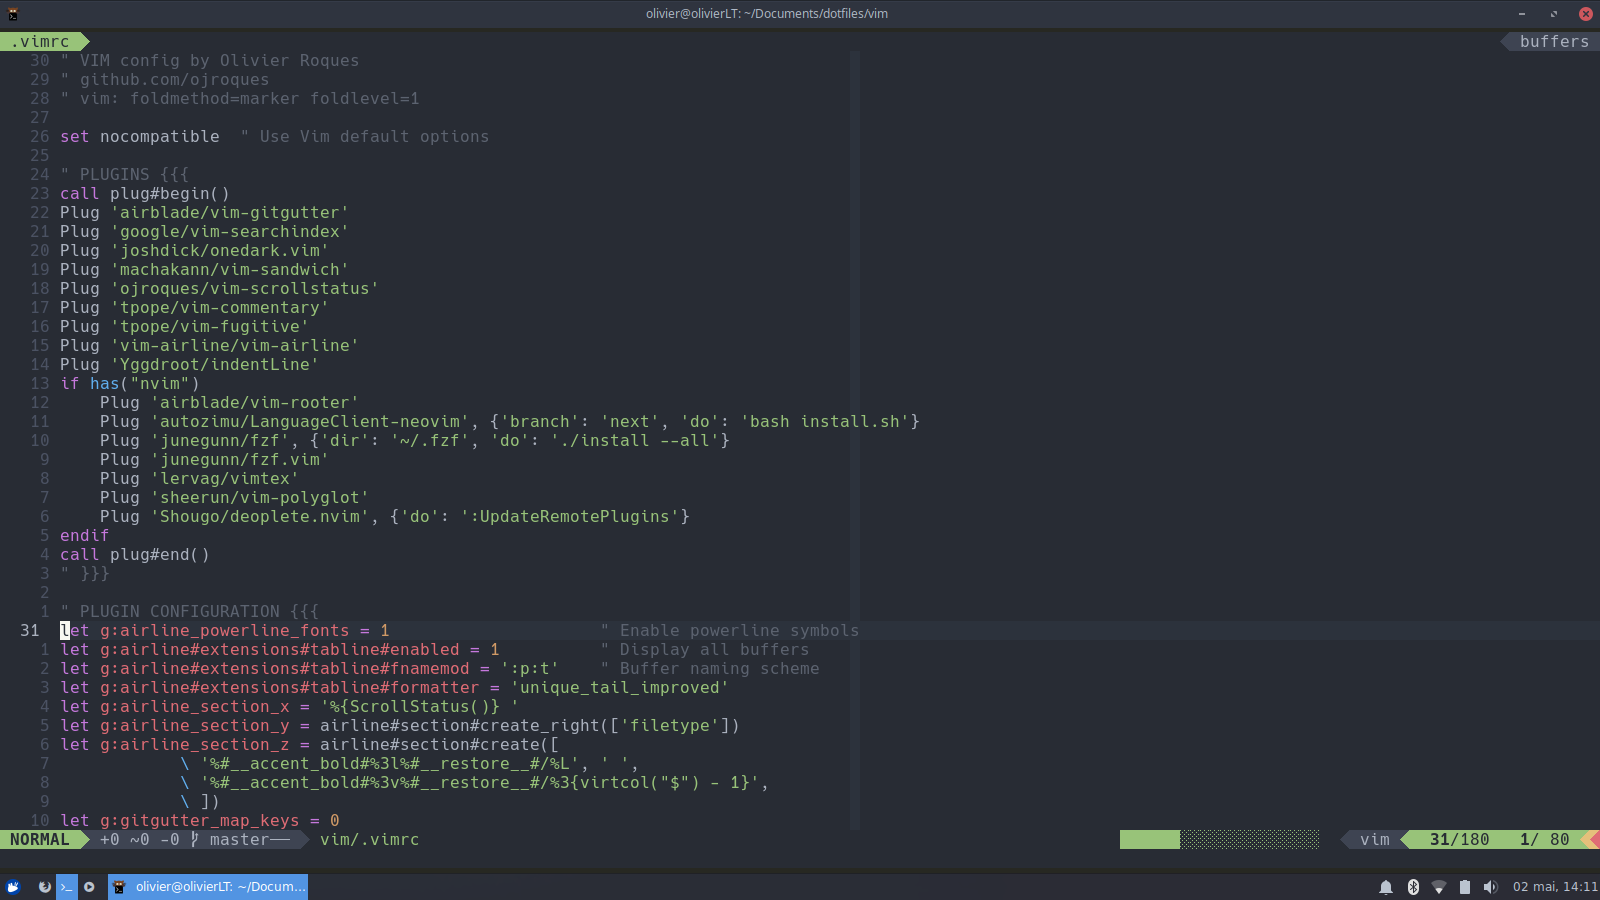 olivier@olivierLT: ~/Documents/dotfiles/vim
.vimrc buffers
30 " VIM config by Olivier Roques
29 " github.com/ojroques
28 " vim: foldmethod=marker foldlevel=1
27
26 set nocompatible  " Use Vim default options
25
24 " PLUGINS {{{
23 call plug#begin()
22 Plug 'airblade/vim-gitgutter'
21 Plug 'google/vim-searchindex'
20 Plug 'joshdick/onedark.vim'
19 Plug 'machakann/vim-sandwich'
18 Plug 'ojroques/vim-scrollstatus'
17 Plug 'tpope/vim-commentary'
16 Plug 'tpope/vim-fugitive'
15 Plug 'vim-airline/vim-airline'
14 Plug 'Yggdroot/indentLine'
13 if has("nvim")
12     Plug 'airblade/vim-rooter'
11     Plug 'autozimu/LanguageClient-neovim', {'branch': 'next', 'do': 'bash install.sh'}
10     Plug 'junegunn/fzf', {'dir': '~/.fzf', 'do': './install --all'}
9     Plug 'junegunn/fzf.vim'
8     Plug 'lervag/vimtex'
7     Plug 'sheerun/vim-polyglot'
6     Plug 'Shougo/deoplete.nvim', {'do': ':UpdateRemotePlugins'}
5 endif
4 call plug#end()
3 " }}}
2
1 " PLUGIN CONFIGURATION {{{
31 let g:airline_powerline_fonts = 1                     " Enable powerline symbols
1 let g:airline#extensions#tabline#enabled = 1          " Display all buffers
2 let g:airline#extensions#tabline#fnamemod = ':p:t'    " Buffer naming scheme
3 let g:airline#extensions#tabline#formatter = 'unique_tail_improved'
4 let g:airline_section_x = '%{ScrollStatus()} '
5 let g:airline_section_y = airline#section#create_right(['filetype'])
6 let g:airline_section_z = airline#section#create([
7             \ '%#__accent_bold#%3l%#__restore__#/%L', ' ',
8             \ '%#__accent_bold#%3v%#__restore__#/%3{virtcol("$") - 1}',
9             \ ])
10 let g:gitgutter_map_keys = 0
NORMAL +0 ~0 -0 master── vim/.vimrc vim 31/180 1/ 80
olivier@olivierLT: ~/Docum... 02 mai, 14:11